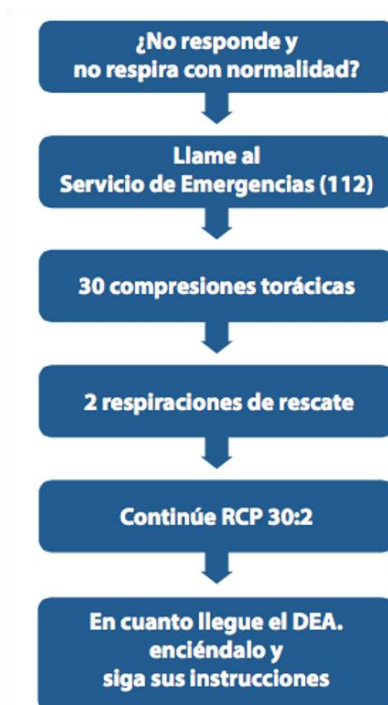 ¿No responde y
no respira con normalidad?
Llame al
Servicio de Emergencias (112)
30 compresiones torácicas
2 respiraciones de rescate
Continúe RCP 30:2
En cuanto llegue el DEA.
enciéndalo y
siga sus instrucciones